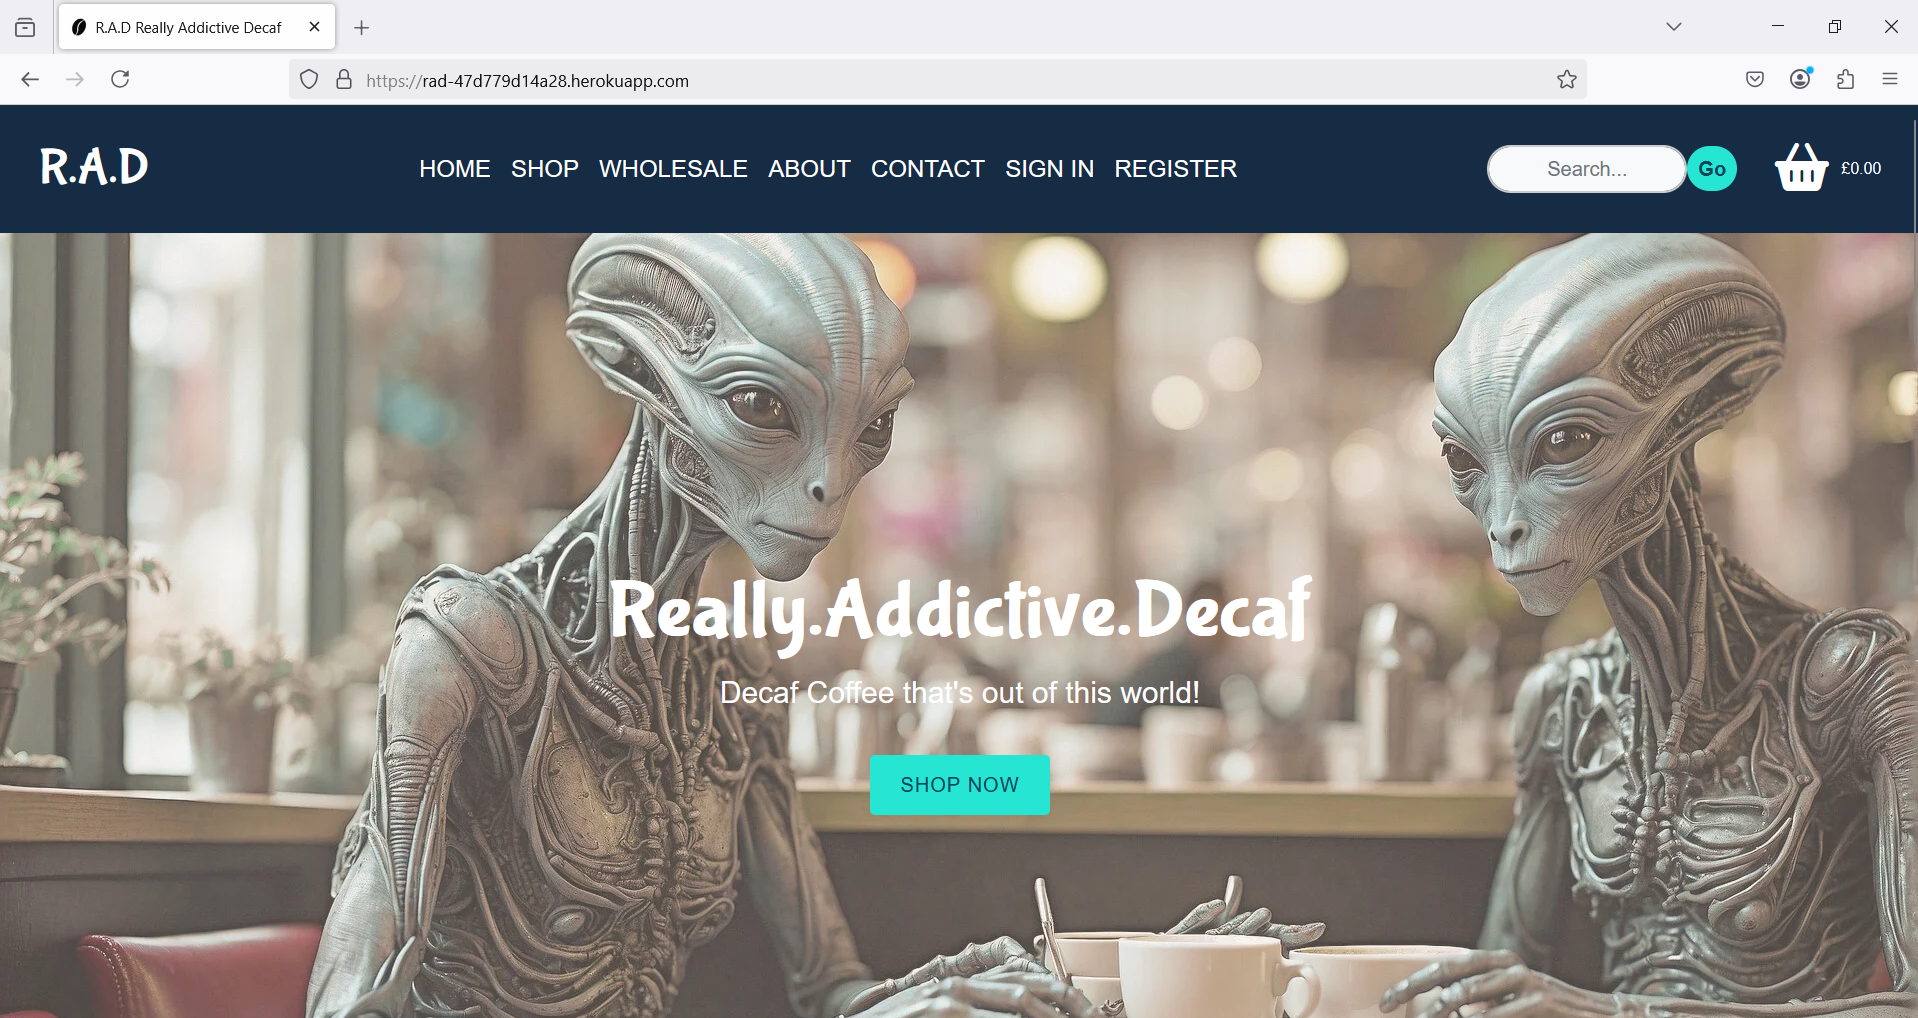 R.A.D Really Addictive Decaf
https://rad-47d779d14a28.herokuapp.com
R.A.D
HOME SHOP WHOLESALE ABOUT CONTACT SIGN IN REGISTER
Search... Go
£0.00
Really.Addictive.Decaf
Decaf Coffee that's out of this world!
SHOP NOW